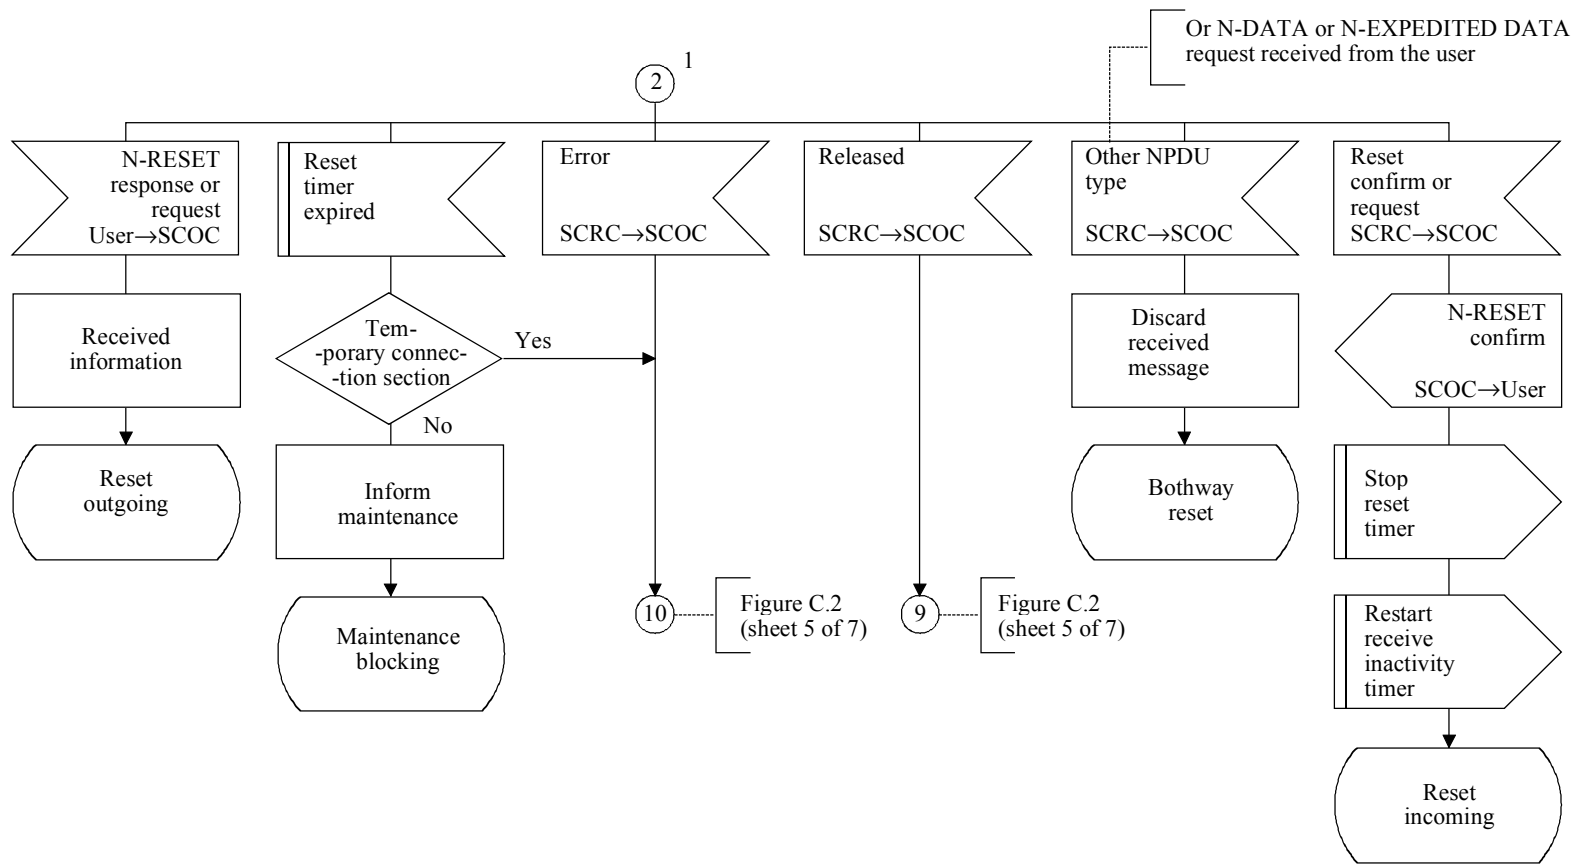 Or N-DATA or N-EXPEDITED DATA
request received from the user
1
2
N-RESET
response or
request
User→SCOC
Reset
timer
expired
Error
SCRC→SCOC
Released
SCRC→SCOC
Other NPDU
type
SCRC→SCOC
Reset
confirm or
request
SCRC→SCOC
Received
information
Tem-
-porary connec-
-tion section
Yes
No
Discard
received
message
N-RESET
confirm
SCOC→User
Reset
outgoing
Inform
maintenance
Bothway
reset
Stop
reset
timer
Maintenance
blocking
10
Figure C.2
(sheet 5 of 7)
9
Figure C.2
(sheet 5 of 7)
Restart
receive
inactivity
timer
Reset
incoming